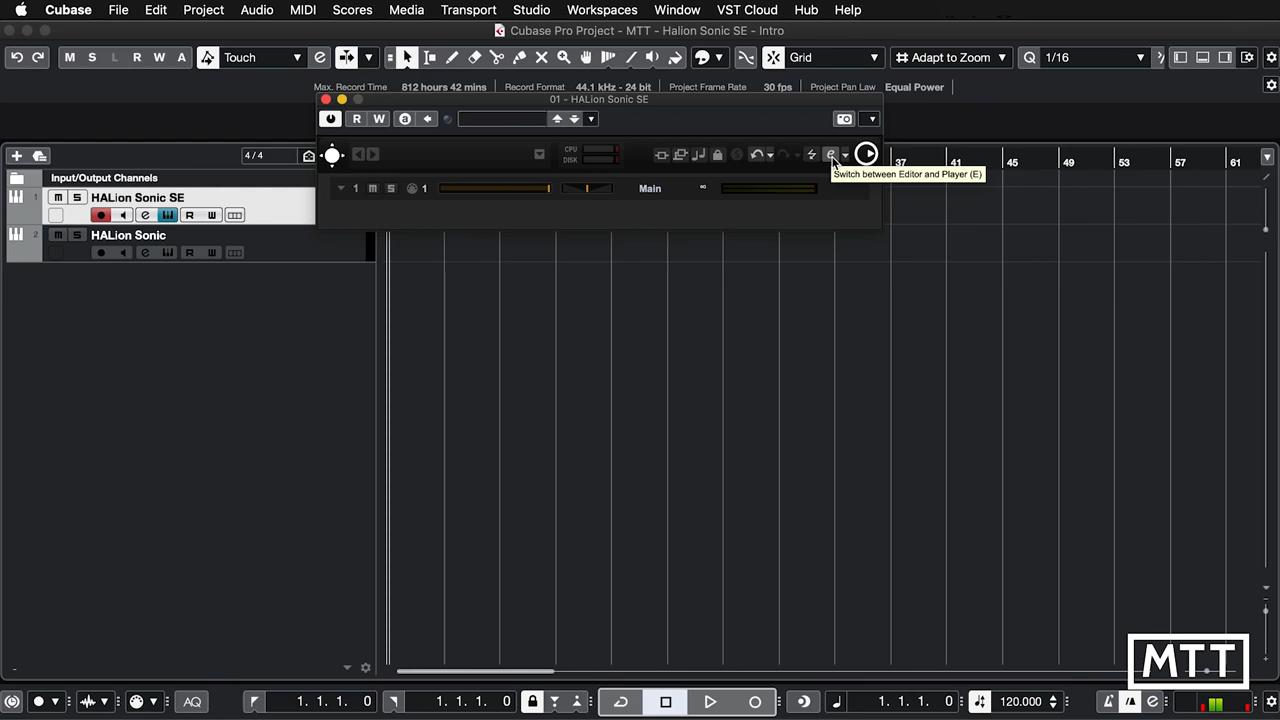 Cubase File Edit Project Audio MIDI Scores Media Transport Studio Workspaces Window VST Cloud Hub Help
Cubase Pro Project - MTT - Halion Sonic SE - Intro
M S L R W A Touch e Grid Adapt to Zoom Q 1/16
Max. Record Time 812 hours 42 mins Record Format 44.1 kHz - 24 bit Project Frame Rate 30 fps Project Pan Law Equal Power
01 - HALion Sonic SE
R W a
CPU
DISK
e
4/4
37 41 45 49 53 57 61
Switch between Editor and Player (E)
Input/Output Channels
1 m S 1 Main ∞
1 m S HALion Sonic SE
e R W
2 m S HALion Sonic
e R W
MTT
AQ 1. 1. 1. 0 1. 1. 1. 0 1. 1. 1. 0 120.000 e